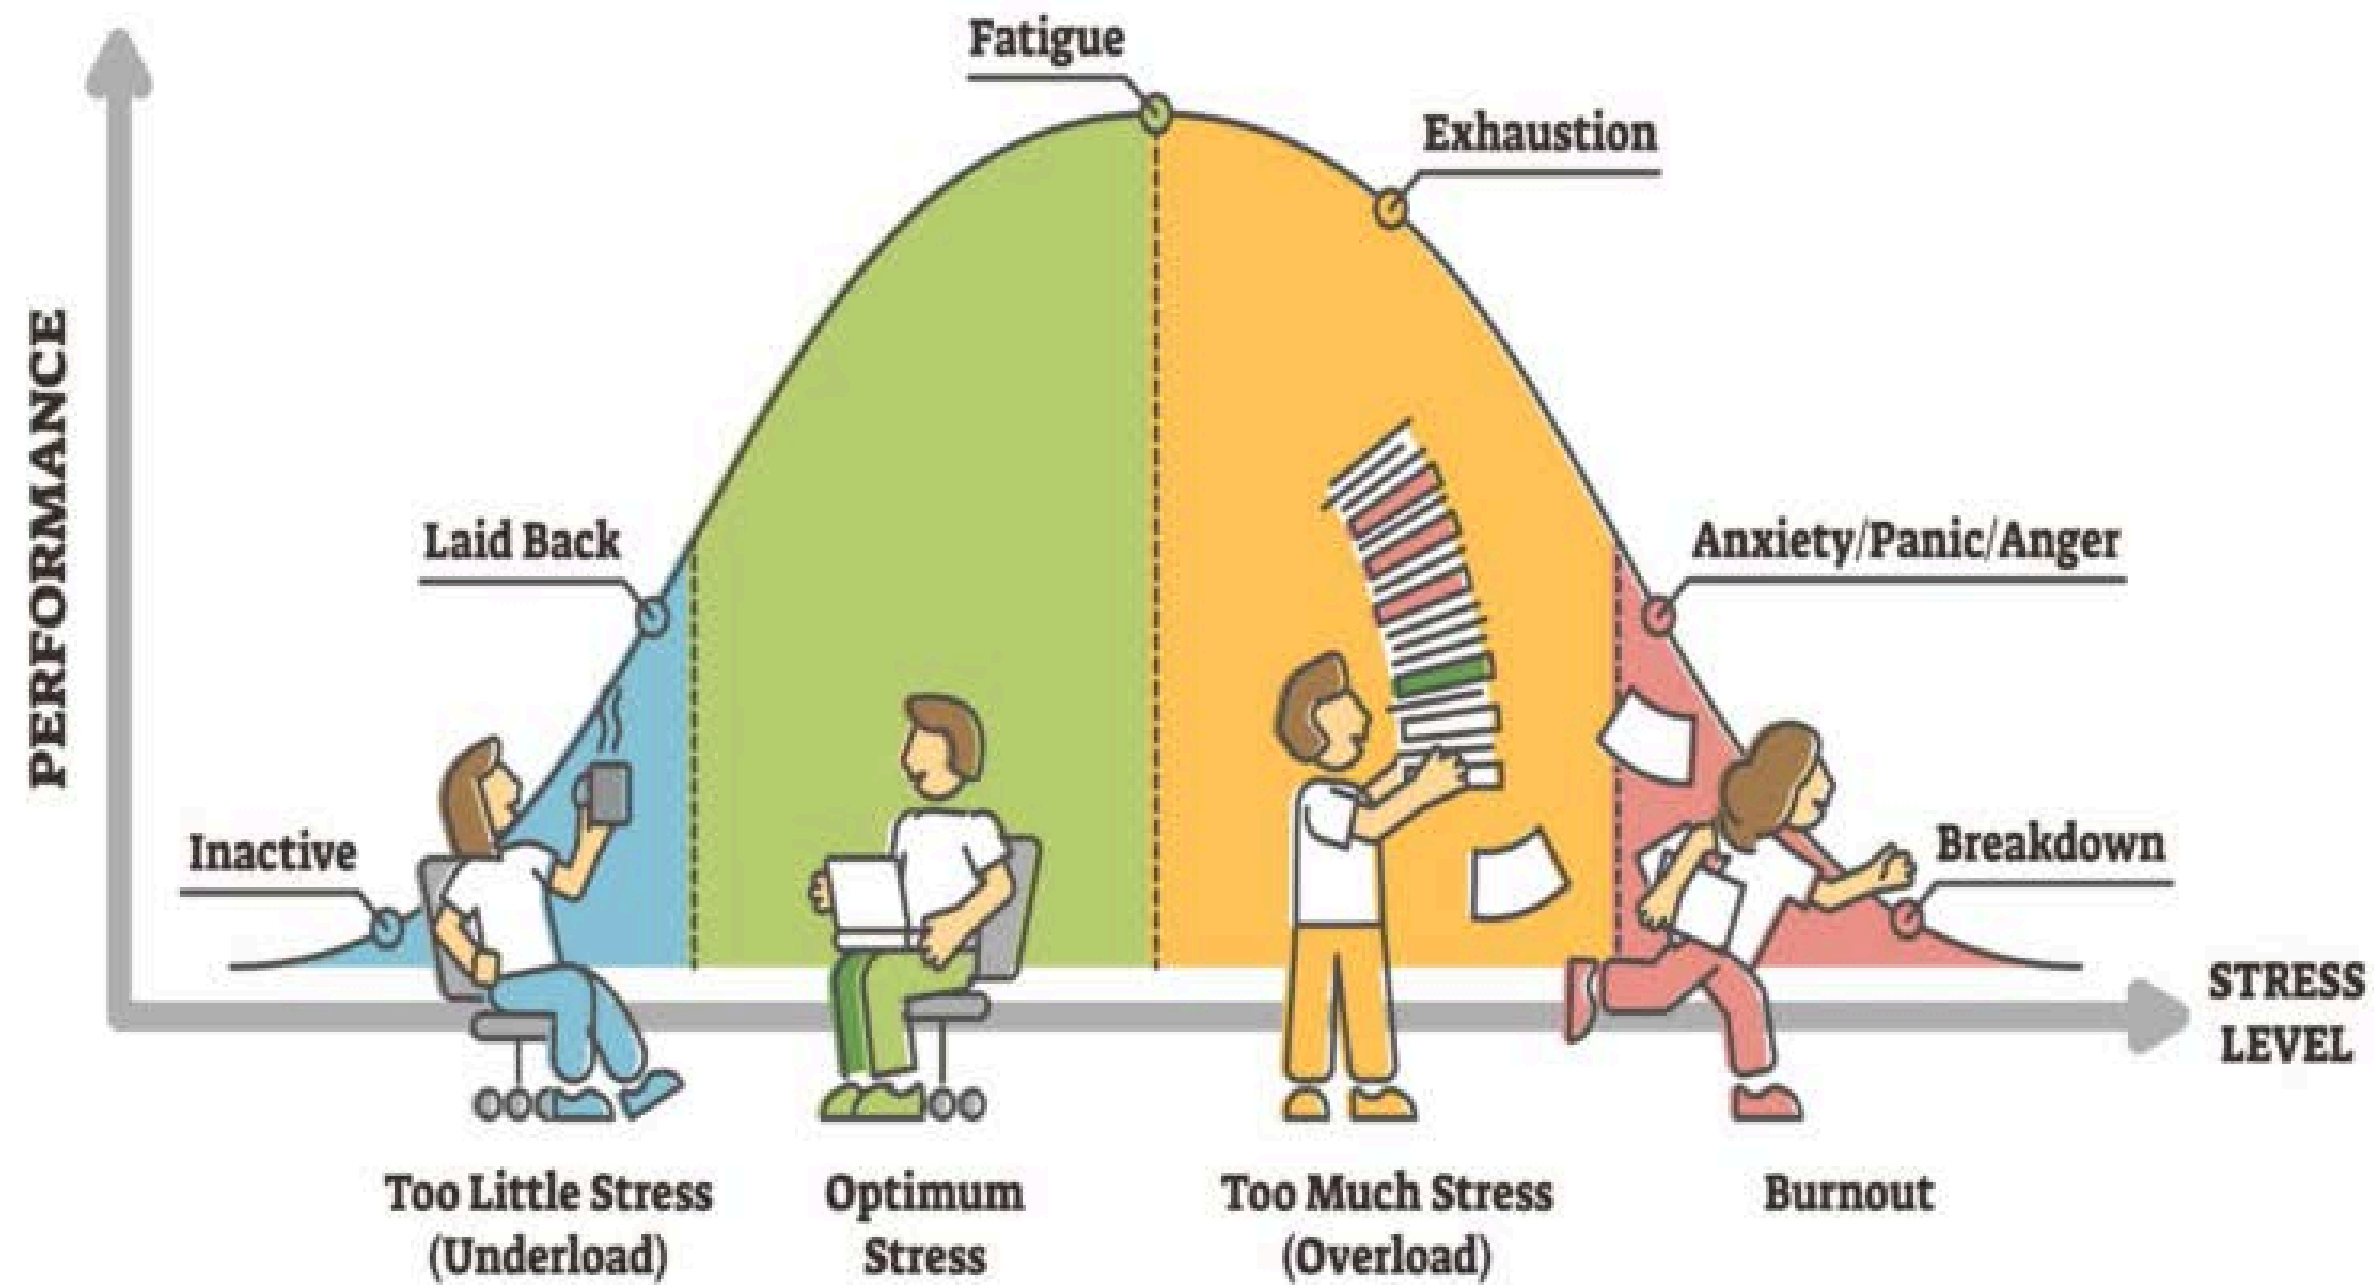 Fatigue
Exhaustion
PERFORMANCE
Laid Back
Anxiety/Panic/Anger
Inactive
Breakdown
STRESS
LEVEL
Too Little Stress
(Underload)
Optimum
Stress
Too Much Stress
(Overload)
Burnout